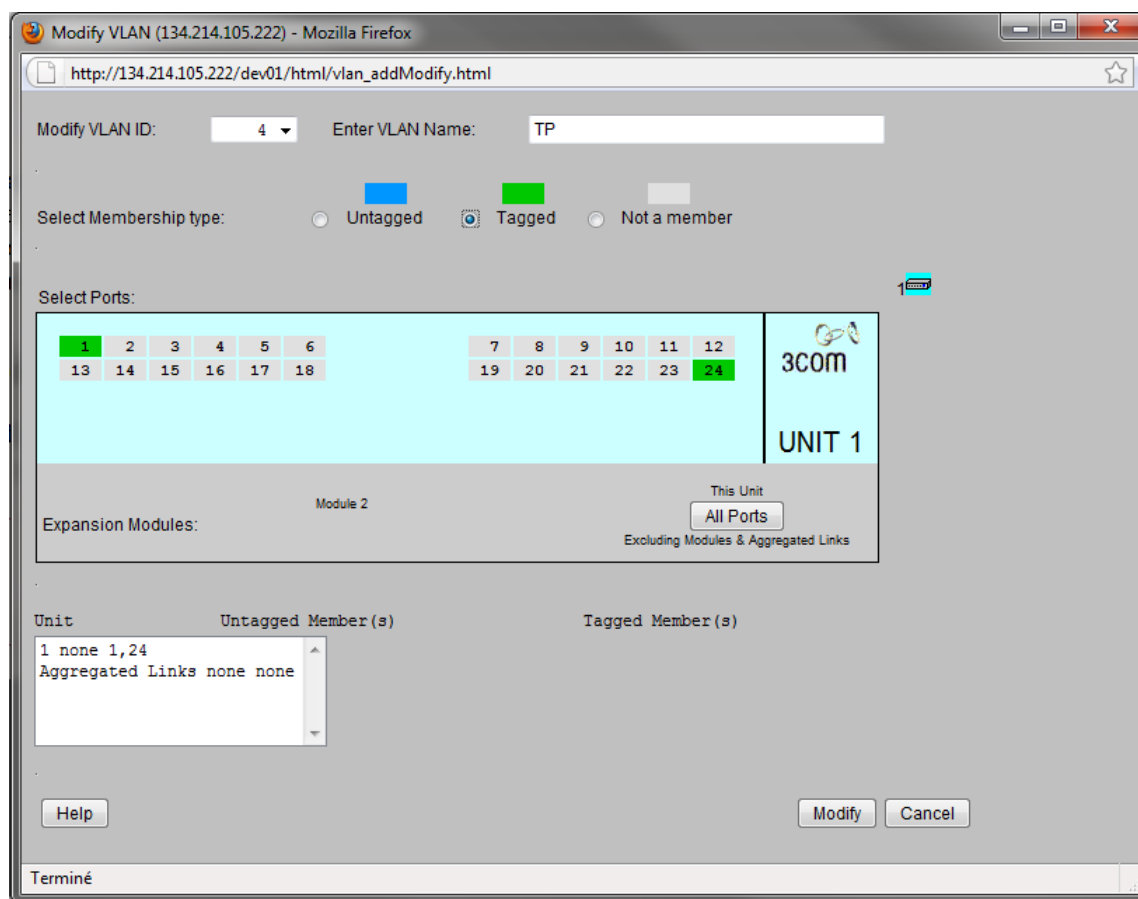 Modify VLAN (134.214.105.222) - Mozilla Firefox
http://134.214.105.222/dev01/html/vlan_addModify.html
Modify VLAN ID: 4 Enter VLAN Name: TP
Select Membership type: Untagged Tagged Not a member
1
Select Ports:
1 2 3 4 5 6 7 8 9 10 11 12
13 14 15 16 17 18 19 20 21 22 23 24
3COM
UNIT 1
This Unit
Module 2
Expansion Modules: All Ports
Excluding Modules & Aggregated Links
Unit Untagged Member(s) Tagged Member(s)
1 none 1,24
Aggregated Links none none
Help Modify Cancel
Terminé